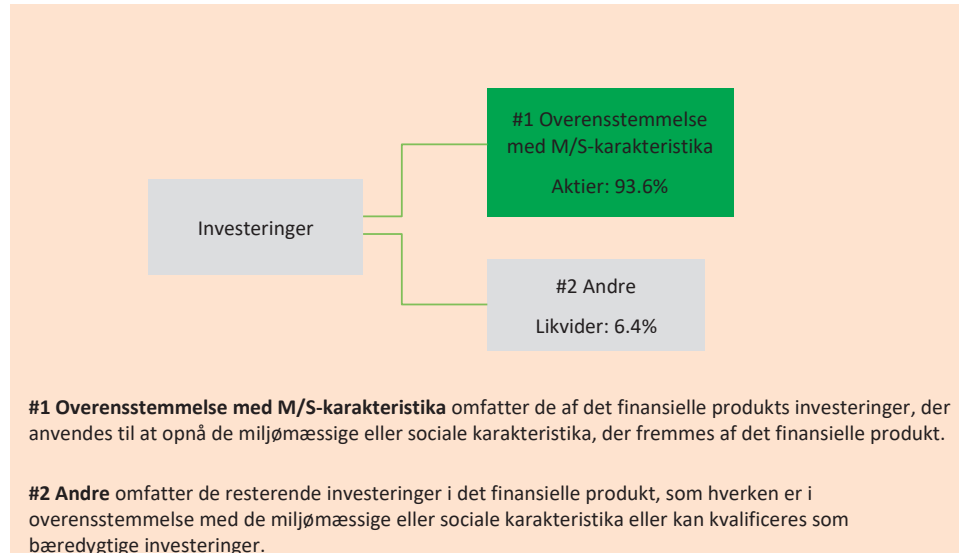 #1 Overensstemmelse
med M/S-karakteristika
Aktier: 93.6%
Investeringer
#2 Andre
Likvider: 6.4%
#1 Overensstemmelse med M/S-karakteristika omfatter de af det finansielle produkts investeringer, der
anvendes til at opnå de miljømæssige eller sociale karakteristika, der fremmes af det finansielle produkt.
#2 Andre omfatter de resterende investeringer i det finansielle produkt, som hverken er i
overensstemmelse med de miljømæssige eller sociale karakteristika eller kan kvalificeres som
bæredygtige investeringer.